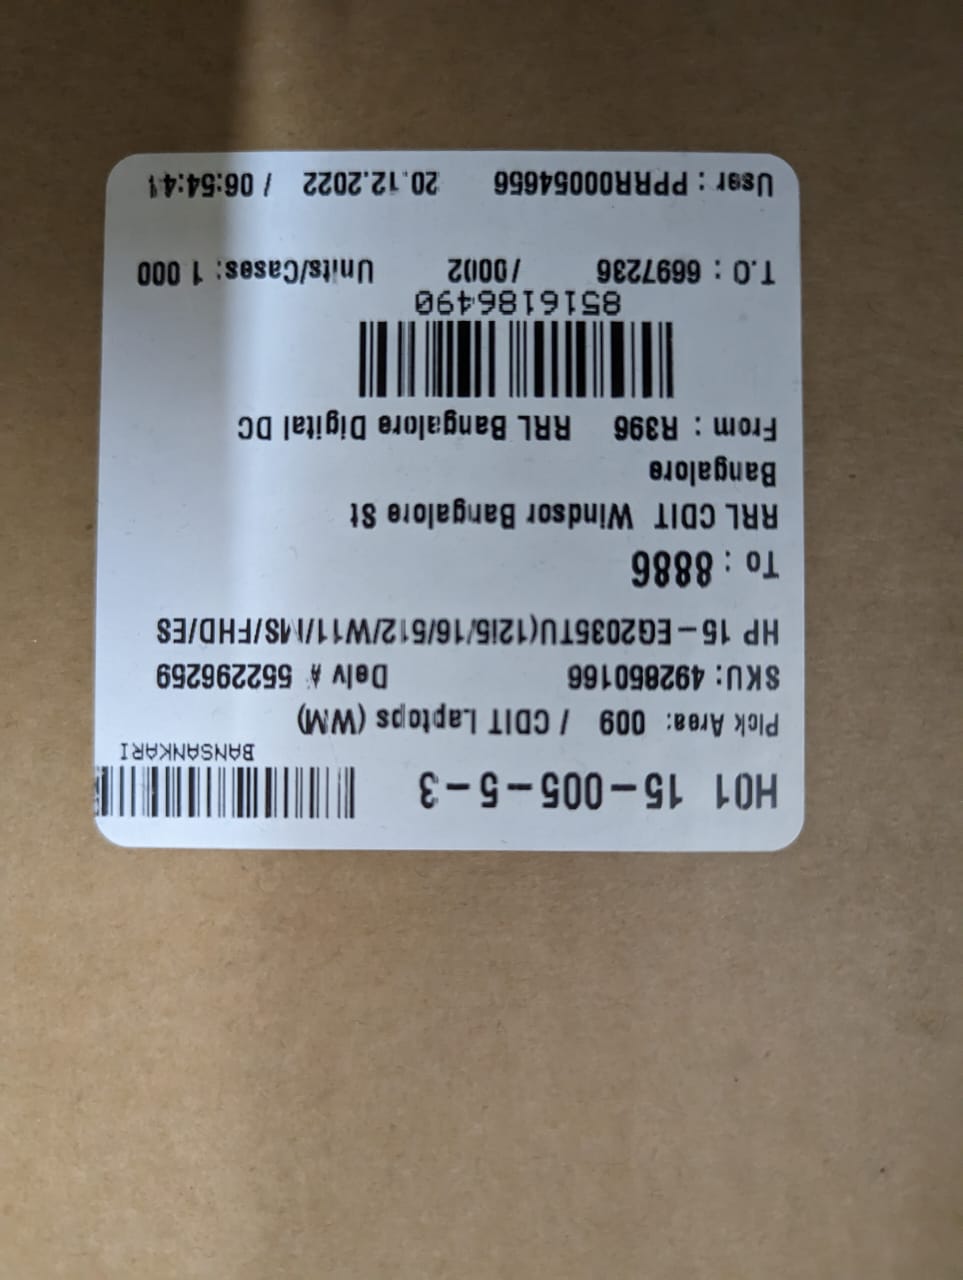 H01 15-005-5-3
BANSANKARI
Pick Area: 009 / CDIT Laptops (WM)
SKU: 492850166 Delv # 552296259
HP 15-EG2035TU(12i5/16/512/W11/MS/FHD/ES
To : 8886
RRL CDIT Windsor Bangalore St
Bangalore
From : R396 RRL Bangalore Digital DC
8516186490
T.O : 6697236 /0002 Units/Cases: 1 000
User : PPRR00054656 20.12.2022 / 06:54:41